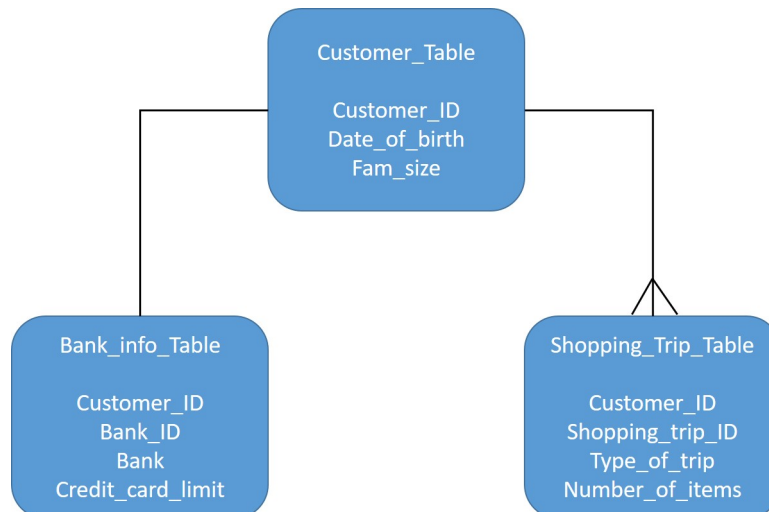 Customer_Table
Customer_ID
Date_of_birth
Fam_size
Bank_info_Table
Customer_ID
Bank_ID
Bank
Credit_card_limit
Shopping_Trip_Table
Customer_ID
Shopping_trip_ID
Type_of_trip
Number_of_items